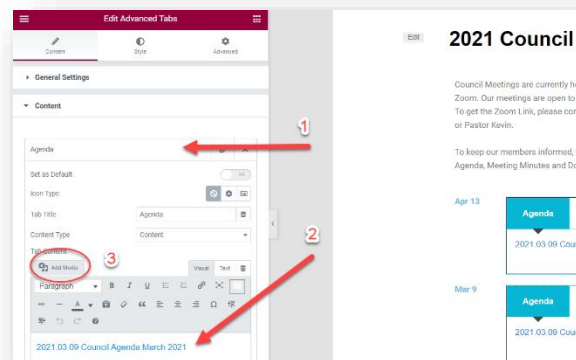 Edit Advanced Tabs
Content
Style
Advanced
General Settings
Content
Agenda
1
Set as Default
NO
Icon Type
Tab Title
Agenda
Content Type
Content
Tab Content
3
Add Media
Visual Text
Paragraph
B I U
2021.03.09 Council Agenda March 2021
2
Edit
2021 Council
Council Meetings are currently
Zoom. Our meetings are open to
To get the Zoom Link, please
or Pastor Kevin.
To keep our members informed,
Agenda, Meeting Minutes and
Apr 13
Agenda
2021.03.09
Mar 9
Agenda
2021.03.09